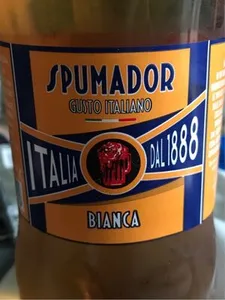 SPUMADOR
GUSTO ITALIANO
ITALIA DAL 1888
BIANCA